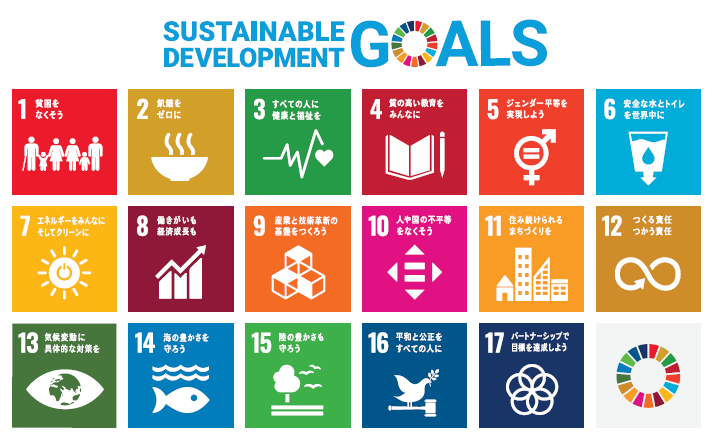 SUSTAINABLE
DEVELOPMENT
GOALS
1 貧困を
なくそう
2 飢餓を
ゼロに
3 すべての人に
健康と福祉を
4 質の高い教育を
みんなに
5 ジェンダー平等を
実現しよう
6 安全な水とトイレ
を世界中に
7 エネルギーをみんなに
そしてクリーンに
8 働きがいも
経済成長も
9 産業と技術革新の
基盤をつくろう
10 人や国の不平等
をなくそう
11 住み続けられる
まちづくりを
12 つくる責任
つかう責任
13 気候変動に
具体的な対策を
14 海の豊かさを
守ろう
15 陸の豊かさも
守ろう
16 平和と公正を
すべての人に
17 パートナーシップで
目標を達成しよう